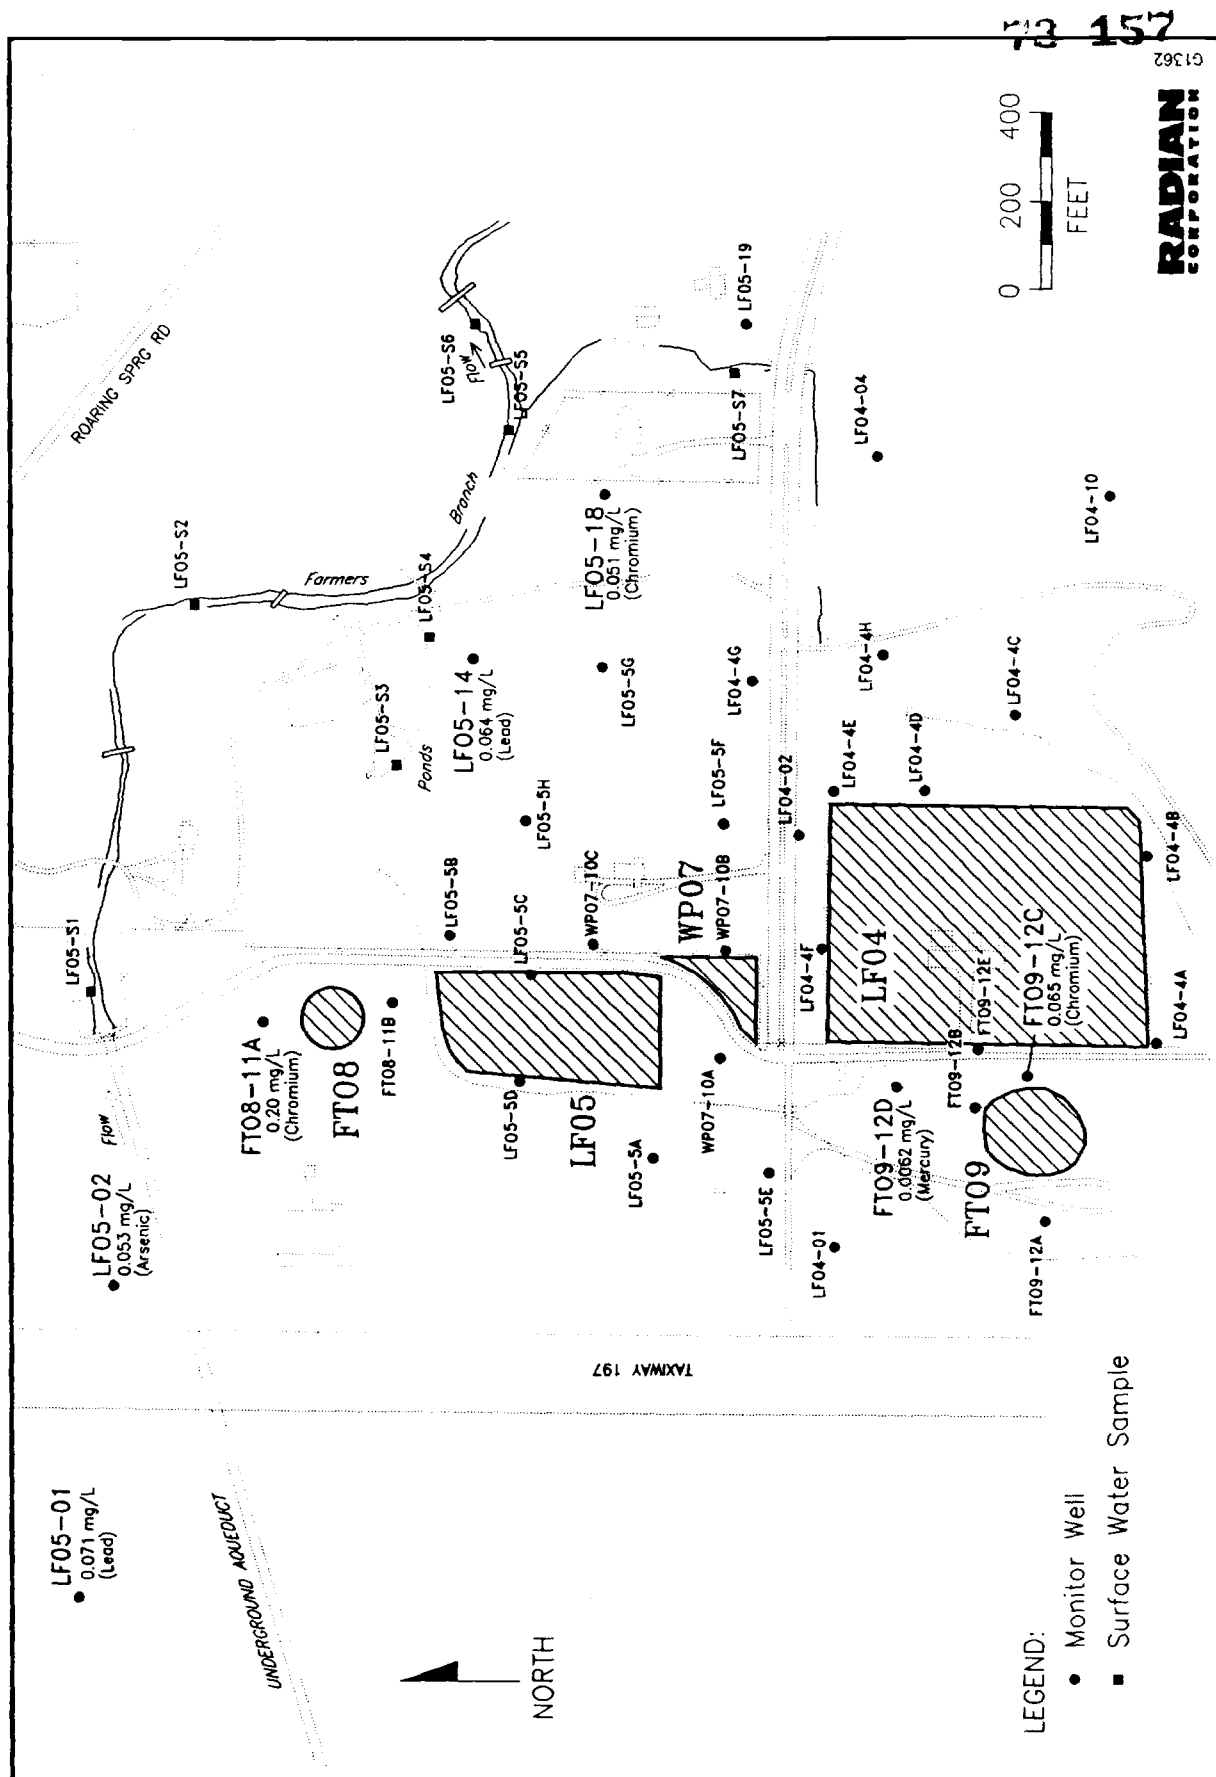 157
G1362
RADIAN
CORPORATION
0 200 400
FEET
ROARING SPRG RD
LF05-S2
LF05-S1
Flow
Farmers
Branch
LF05-S6
Flow
LF05-S5
LF05-S4
LF05-S3
Ponds
LF05-14
0.064 mg/L
(Lead)
LF05-18
0.051 mg/L
(Chromium)
LF05-19
LF05-S7
LF05-01
0.071 mg/L
(Lead)
LF05-02
0.053 mg/L
(Arsenic)
UNDERGROUND AQUEDUCT
TAXIWAY 197
FT08-11A
0.20 mg/L
(Chromium)
FT08
FT08-11B
LF05-5B
LF05-5H
LF05-5C
LF05-5D
LF05
LF05-5A
LF05-5G
WP07-10C
WP07
WP07-10B
WP07-10A
LF05-5F
LF05-5E
LF04-4G
LF04-02
LF04-01
LF04-4F
LF04-4E
LF04-4H
LF04-04
LF04-4D
LF04-4C
LF04-10
LF04
FT09-12D
0.0062 mg/L
(Mercury)
FT09
FT09-12B
FT09-12E
FT09-12C
0.065 mg/L
(Chromium)
FT09-12A
LF04-4A
LF04-4B
NORTH
LEGEND:
Monitor Well
Surface Water Sample